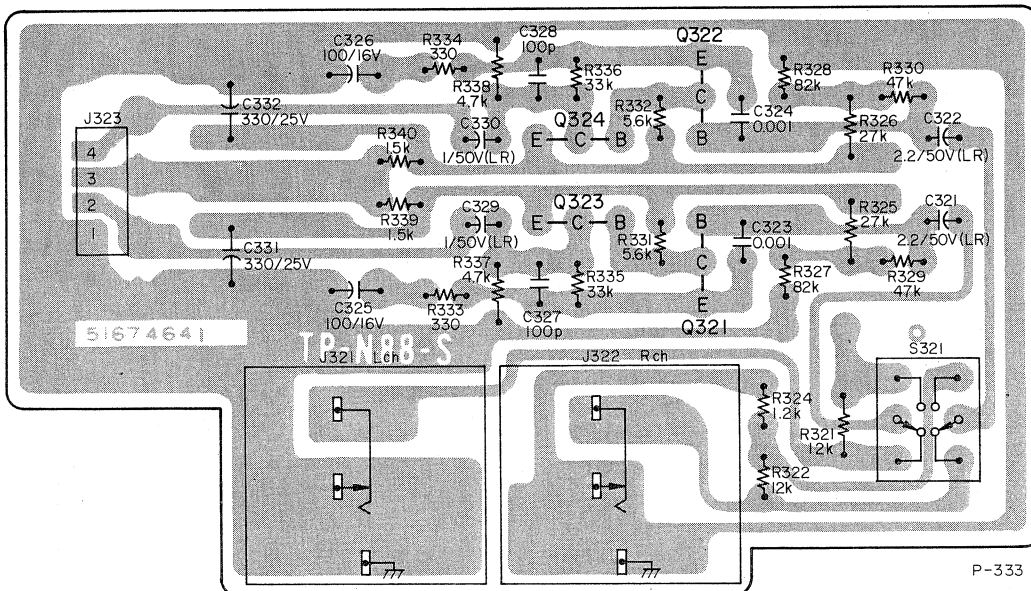 Q322
C328
100p
C326
100/16V
R334
330
R338
4.7k
R336
33k
E
C
B
R328
82k
R330
47k
C332
330/25V
R332
5.6k
C324
0.001
R326
27k
J323
4
3
2
1
R340
1.5k
C330
1/50V(LR)
Q324
E C B
C322
2.2/50V(LR)
R339
1.5k
C329
1/50V(LR)
Q323
E C B
B
C
E
R331
5.6k
C323
0.001
R325
27k
C321
2.2/50V(LR)
C331
330/25V
R337
4.7k
R335
33k
R327
82k
R329
47k
C325
100/16V
R333
330
C327
100p
Q321
51674641
TP-N88-S
J321 Lch
J322 Rch
S321
R324
1.2k
R321
12k
R322
12k
P-333